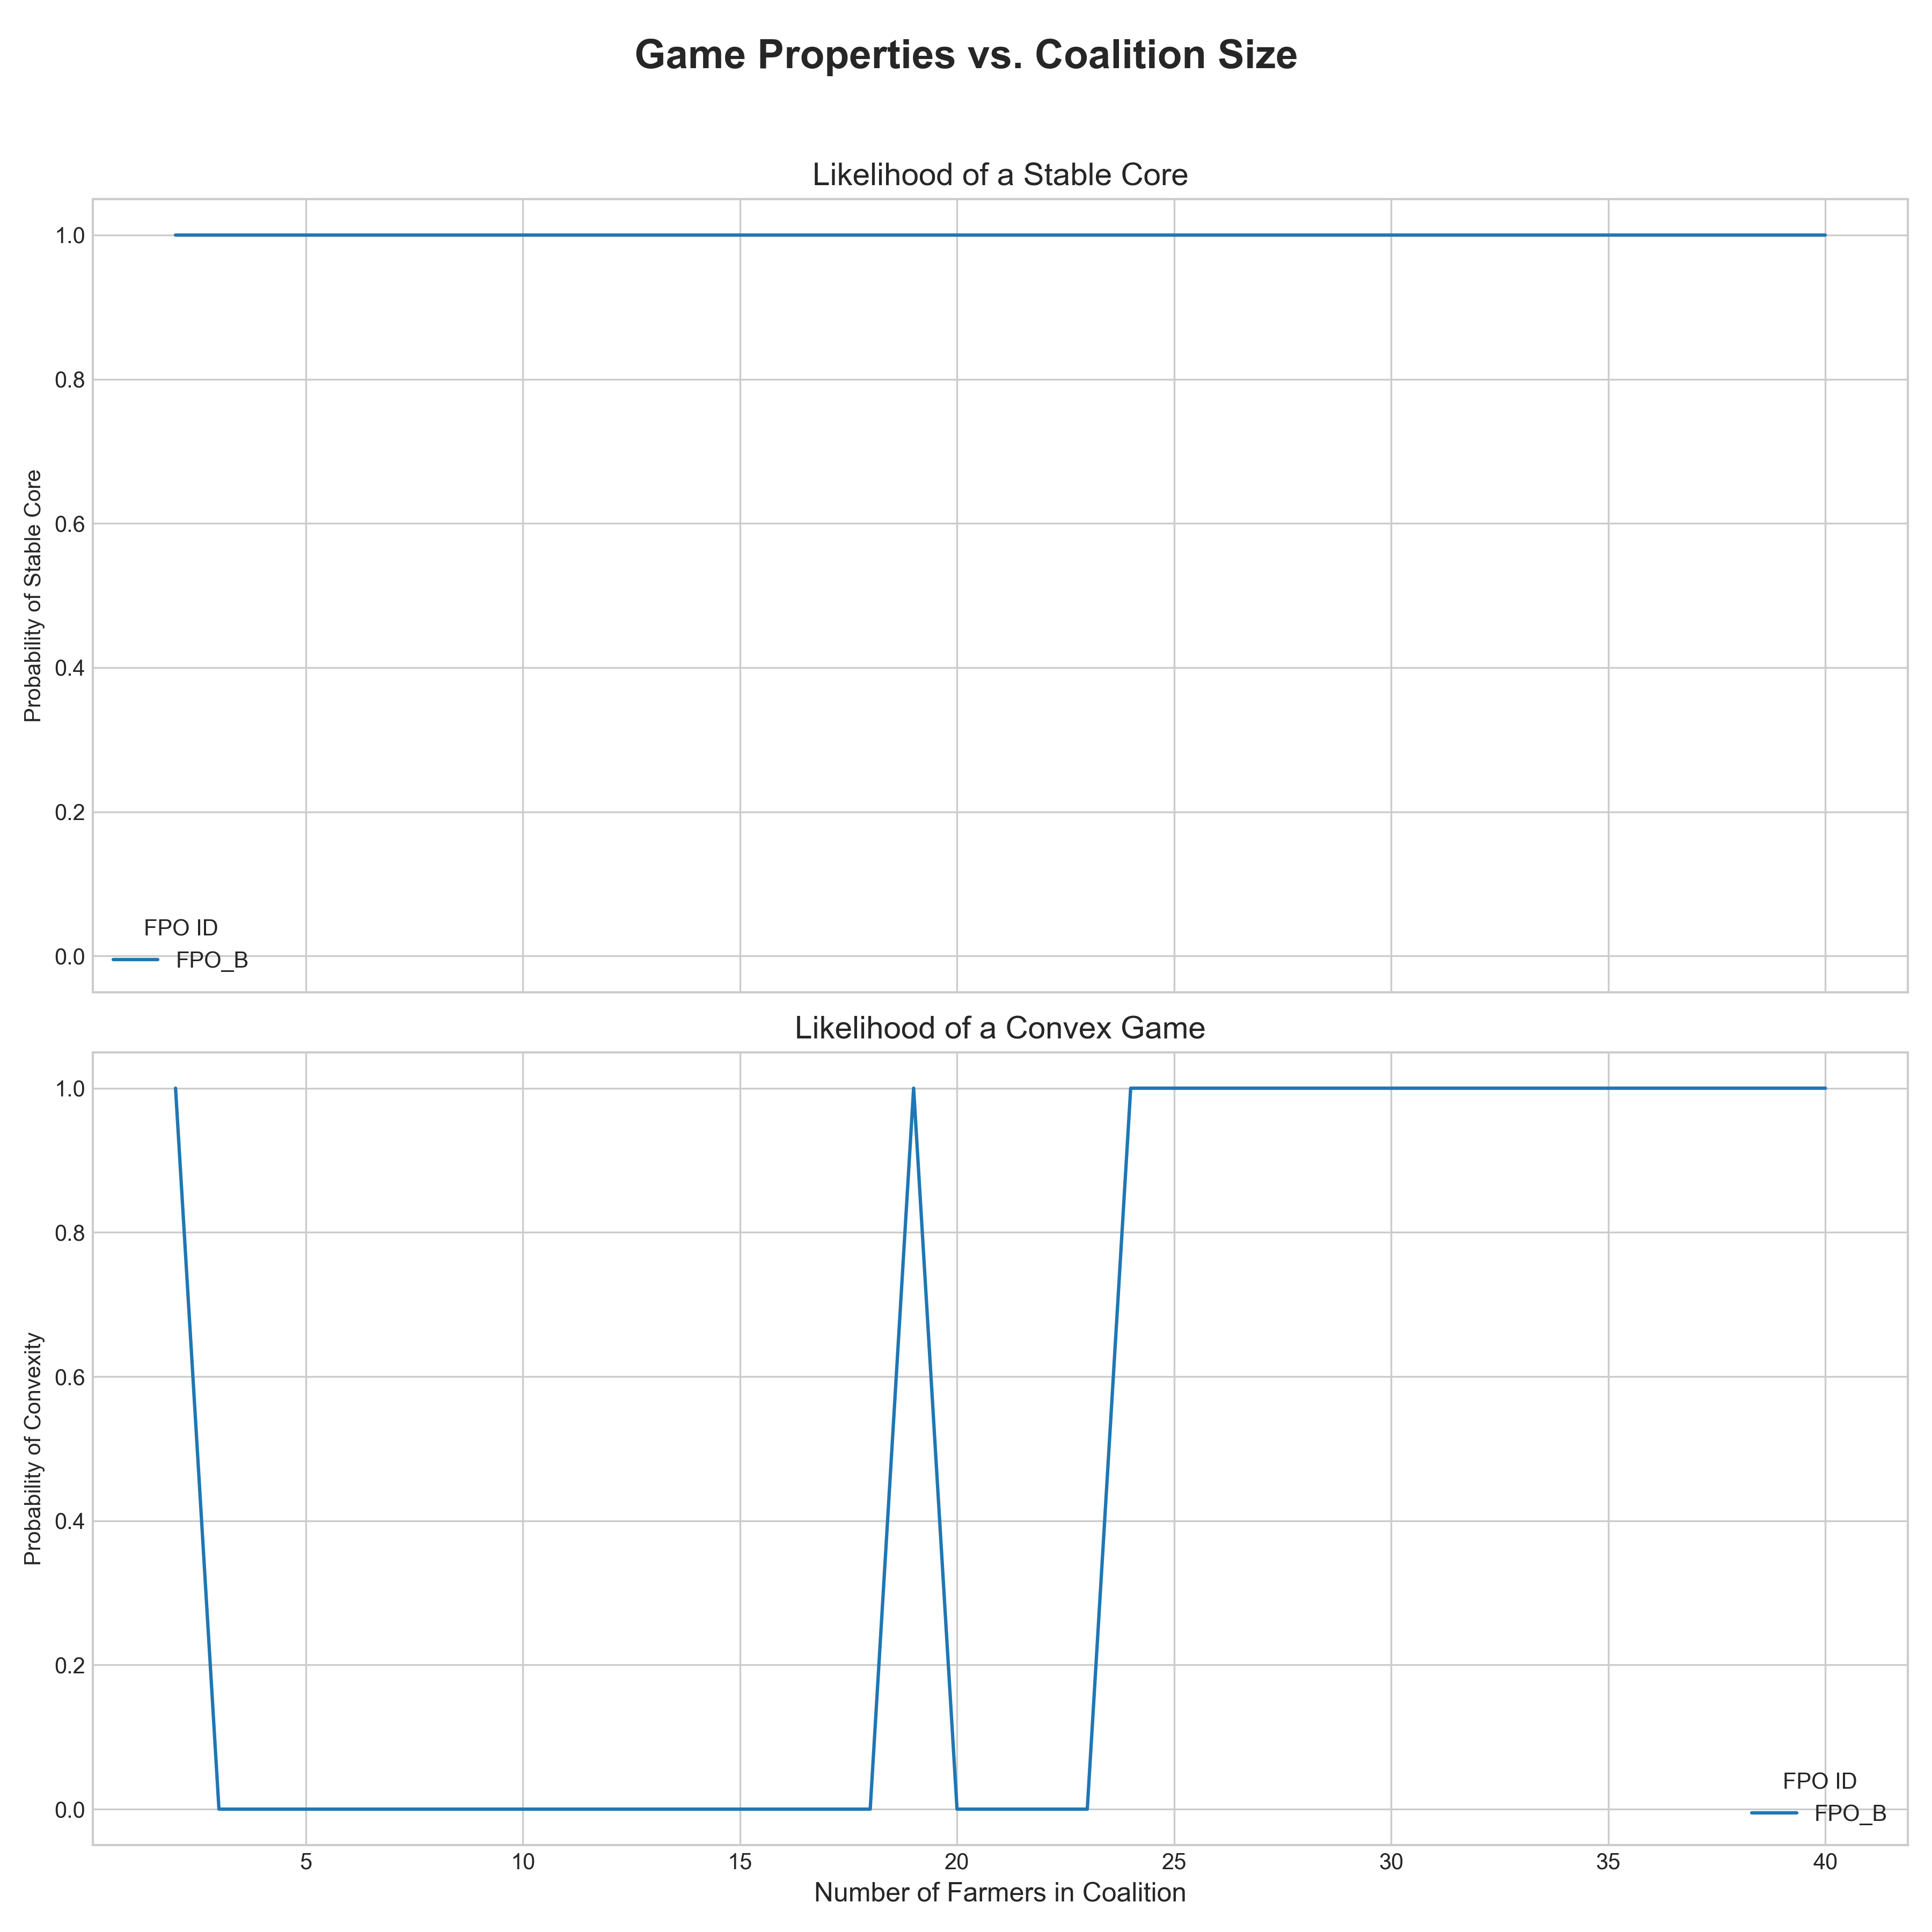 Game Properties vs. Coalition Size
Likelihood of a Stable Core
Probability of Stable Core
1.0
0.8
0.6
0.4
0.2
0.0
FPO ID
FPO_B
Likelihood of a Convex Game
Probability of Convexity
1.0
0.8
0.6
0.4
0.2
0.0
FPO ID
FPO_B
5 10 15 20 25 30 35 40
Number of Farmers in Coalition